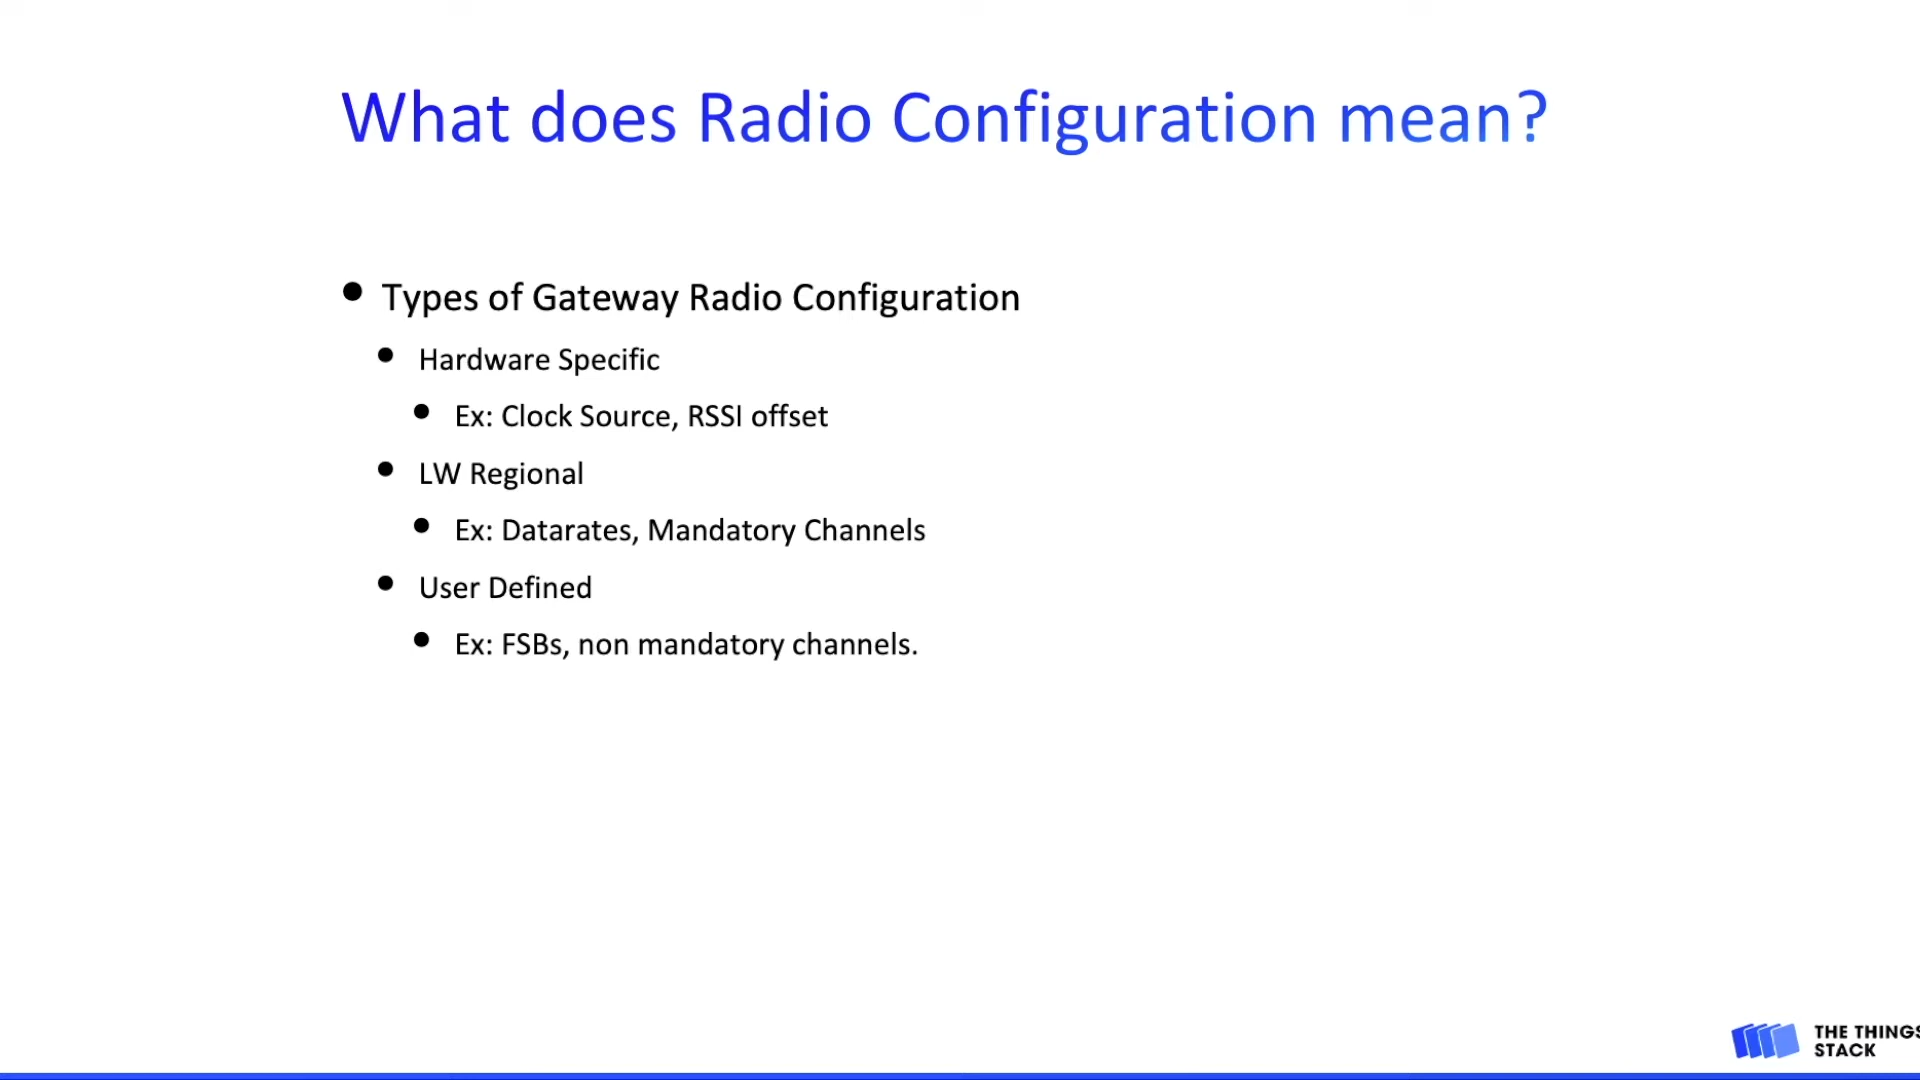 What does Radio Configuration mean?
Types of Gateway Radio Configuration
Hardware Specific
Ex: Clock Source, RSSI offset
LW Regional
Ex: Datarates, Mandatory Channels
User Defined
Ex: FSBs, non mandatory channels.
THE THINGS
STACK